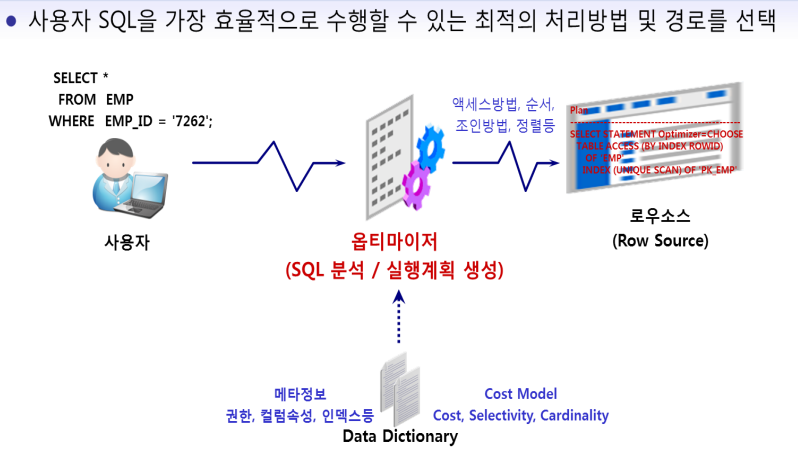 ● 사용자 SQL을 가장 효율적으로 수행할 수 있는 최적의 처리방법 및 경로를 선택
SELECT *
FROM EMP
WHERE EMP_ID = '7262';
사용자
옵티마이저
(SQL 분석 / 실행계획 생성)
액세스방법, 순서,
조인방법, 정렬등
Plan
SELECT STATEMENT Optimizer=CHOOSE
TABLE ACCESS (BY INDEX ROWID)
OF 'EMP'
INDEX (UNIQUE SCAN) OF 'PK_EMP'
로우소스
(Row Source)
메타정보
권한, 컬럼속성, 인덱스등
Cost Model
Cost, Selectivity, Cardinality
Data Dictionary